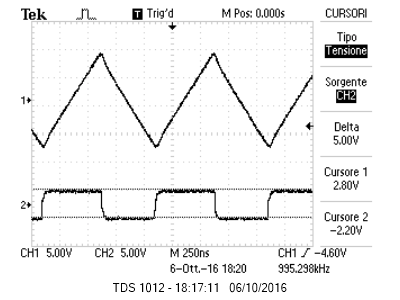 Tek T Trig'd M Pos: 0.000s CURSORI
Tipo
Tensione
Sorgente
CH2
Delta
5.00V
Cursore 1
2.80V
Cursore 2
-2.20V
1
2
CH1 5.00V CH2 5.00V M 250ns CH1 -4.60V
6-Ott.-16 18:20 995.298kHz
TDS 1012 - 18:17:11 06/10/2016